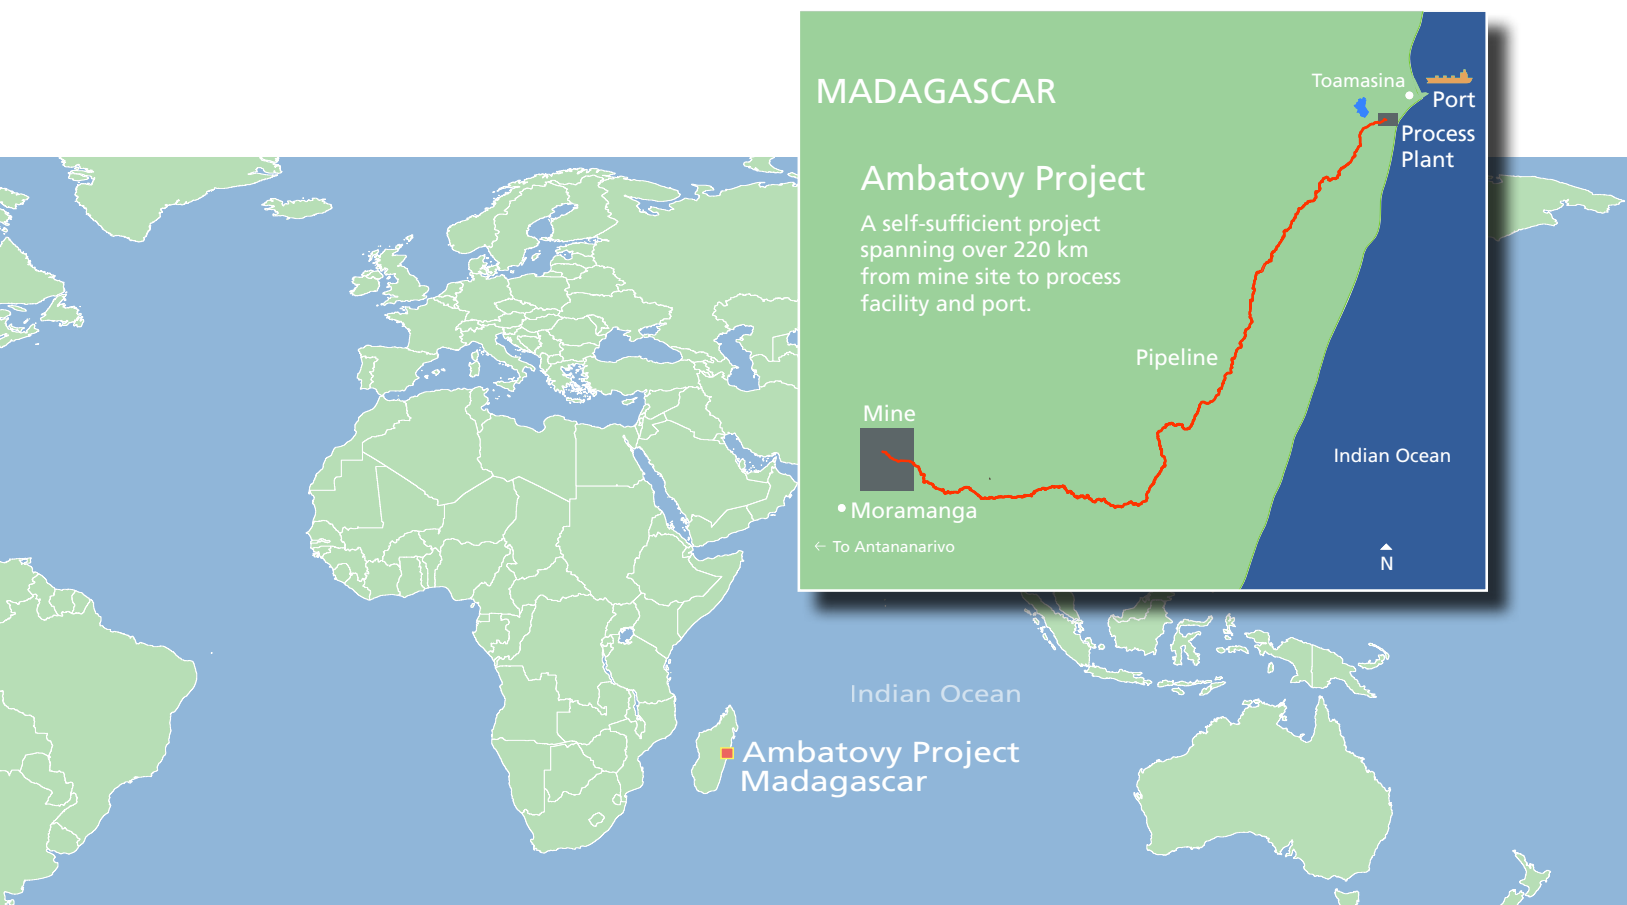 MADAGASCAR
Toamasina
Port
Process
Plant
Ambatovy Project
A self-sufficient project
spanning over 220 km
from mine site to process
facility and port.
Pipeline
Mine
Indian Ocean
Moramanga
← To Antananarivo
N
Indian Ocean
Ambatovy Project
Madagascar